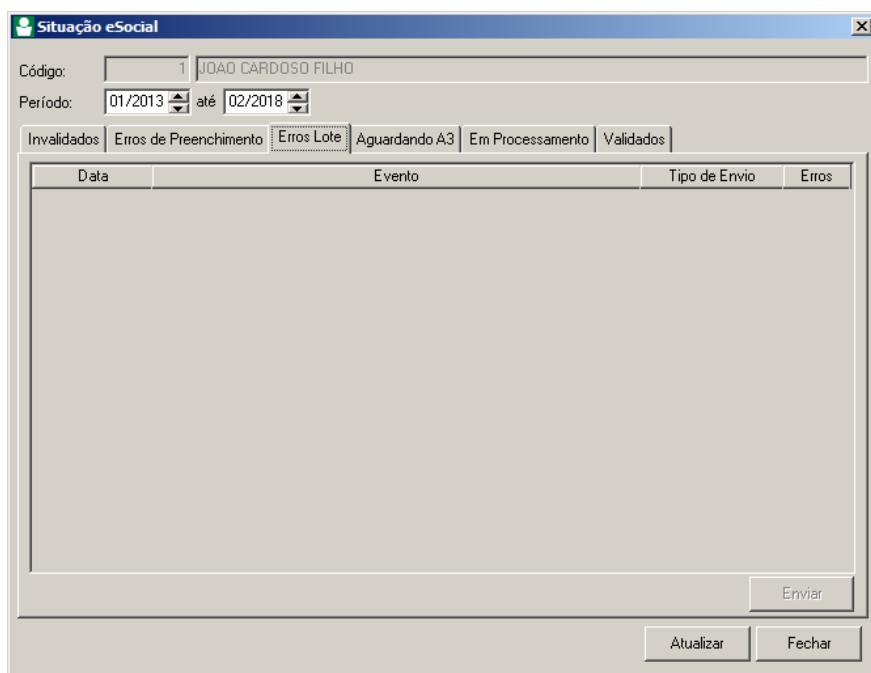 Situação eSocial
Código: 1 JOAO CARDOSO FILHO
Período: 01/2013 até 02/2018
Invalidados Erros de Preenchimento Erros Lote Aguardando A3 Em Processamento Validados
Data Evento Tipo de Envio Erros
Enviar
Atualizar Fechar